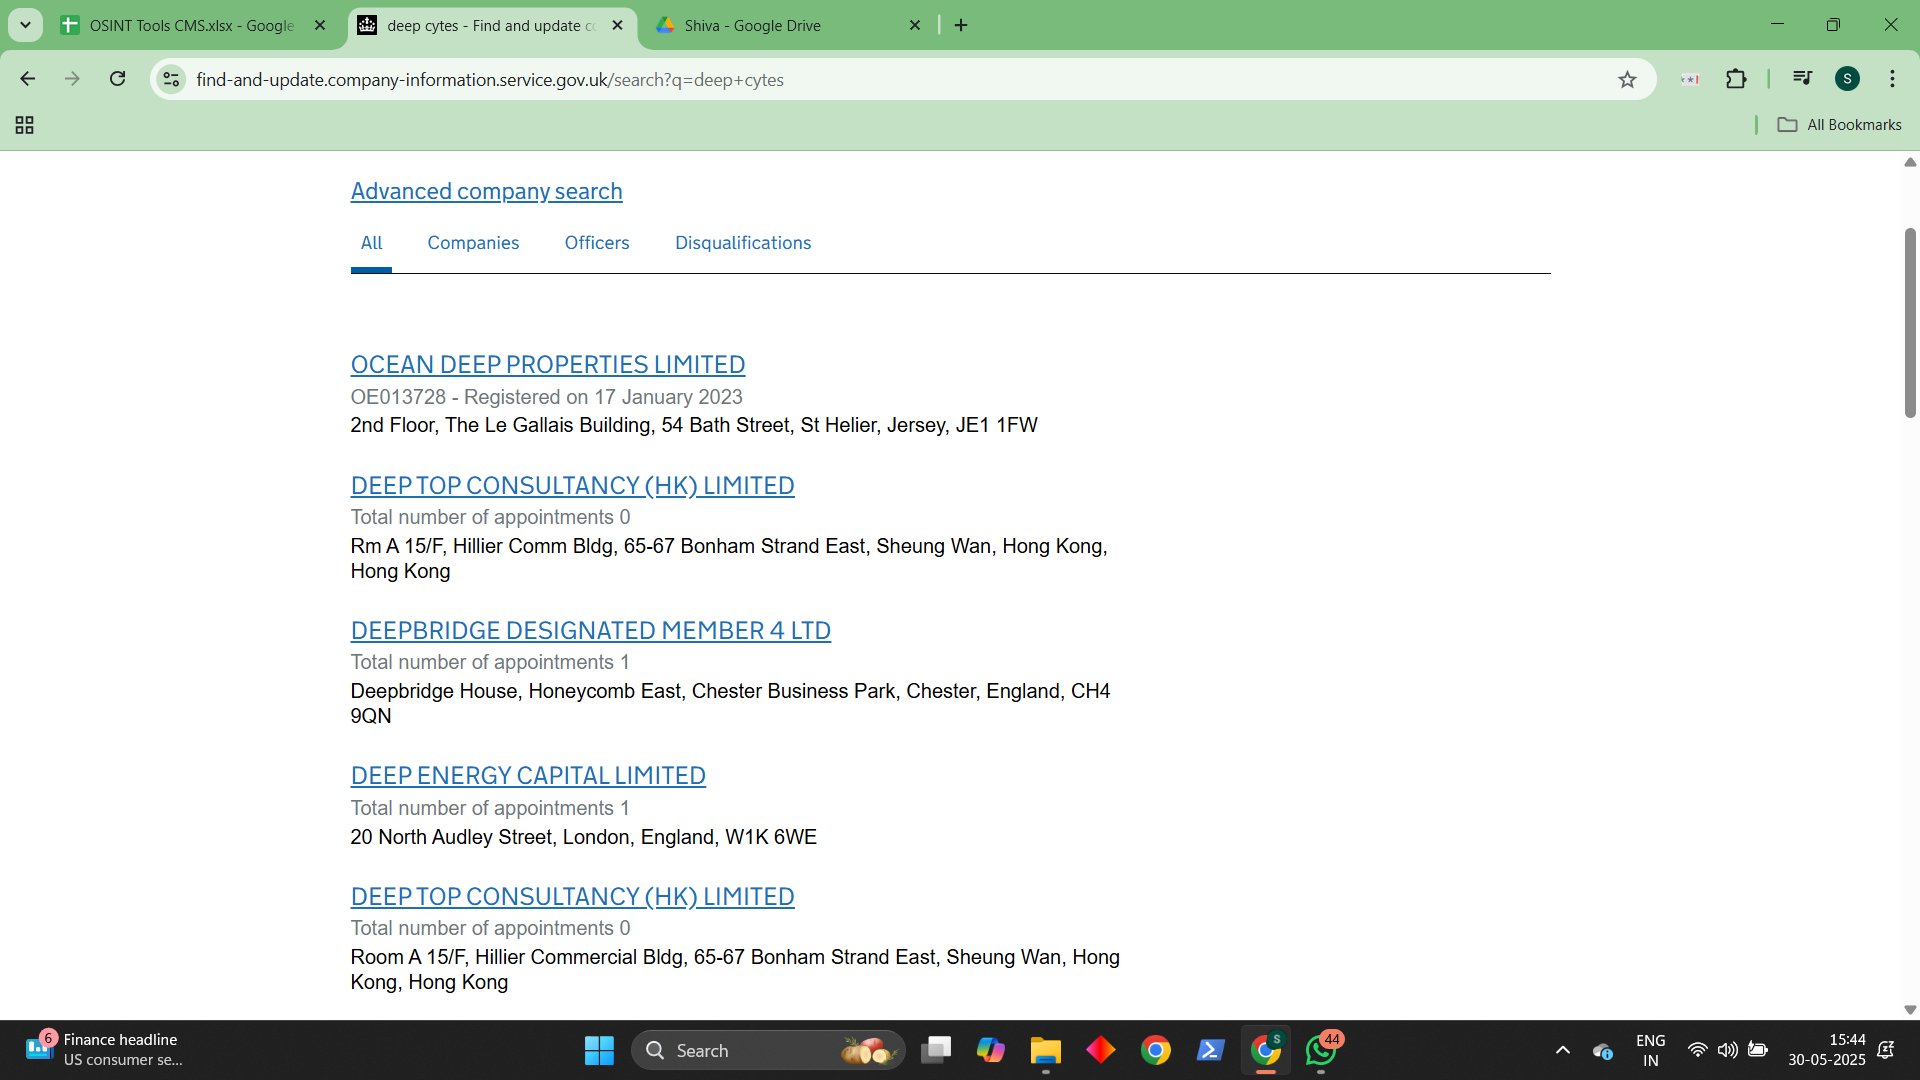 OSINT Tools CMS.xlsx - Google
deep cytes - Find and update co
Shiva - Google Drive
find-and-update.company-information.service.gov.uk/search?q=deep+cytes
S
All Bookmarks
Advanced company search
All Companies Officers Disqualifications
OCEAN DEEP PROPERTIES LIMITED
OE013728 - Registered on 17 January 2023
2nd Floor, The Le Gallais Building, 54 Bath Street, St Helier, Jersey, JE1 1FW
DEEP TOP CONSULTANCY (HK) LIMITED
Total number of appointments 0
Rm A 15/F, Hillier Comm Bldg, 65-67 Bonham Strand East, Sheung Wan, Hong Kong,
Hong Kong
DEEPBRIDGE DESIGNATED MEMBER 4 LTD
Total number of appointments 1
Deepbridge House, Honeycomb East, Chester Business Park, Chester, England, CH4
9QN
DEEP ENERGY CAPITAL LIMITED
Total number of appointments 1
20 North Audley Street, London, England, W1K 6WE
DEEP TOP CONSULTANCY (HK) LIMITED
Total number of appointments 0
Room A 15/F, Hillier Commercial Bldg, 65-67 Bonham Strand East, Sheung Wan, Hong
Kong, Hong Kong
6
Finance headline
US consumer se...
Search
S
44
ENG
IN
15:44
30-05-2025